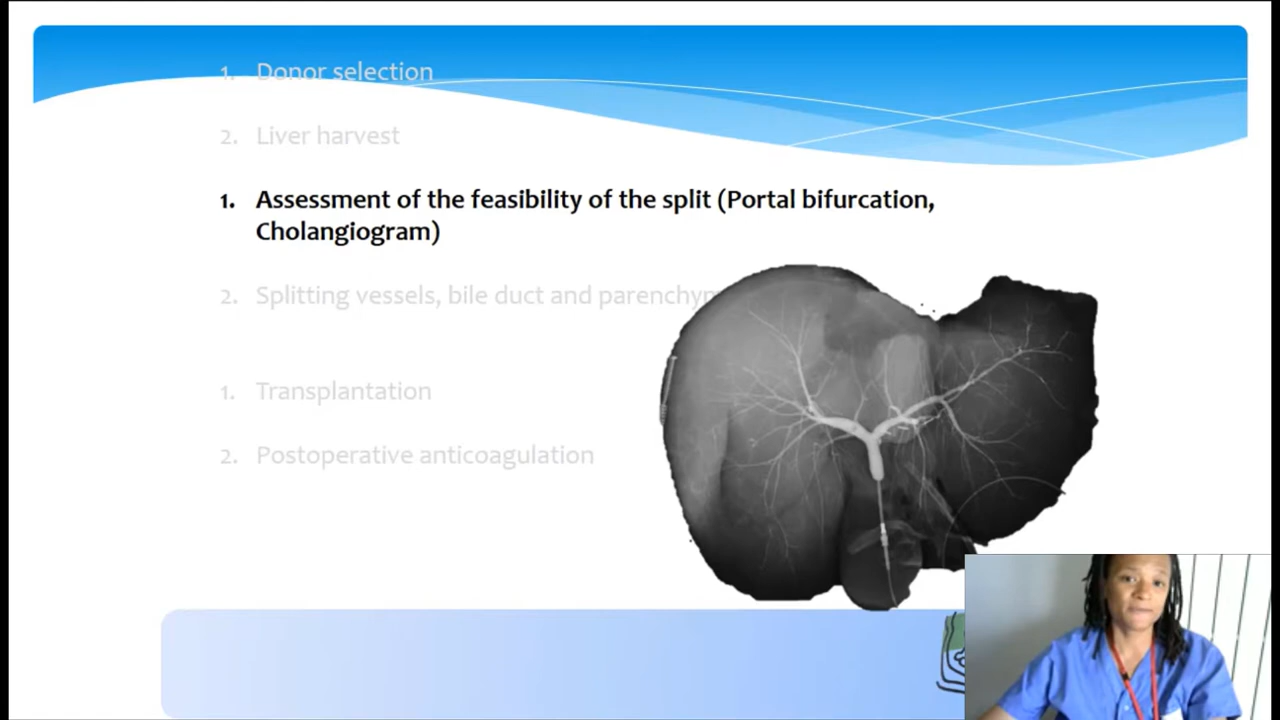 1. Donor selection
2. Liver harvest
1. Assessment of the feasibility of the split (Portal bifurcation,
Cholangiogram)
2. Splitting vessels, bile duct and
1. Transplantation
2. Postoperative anticoagulation